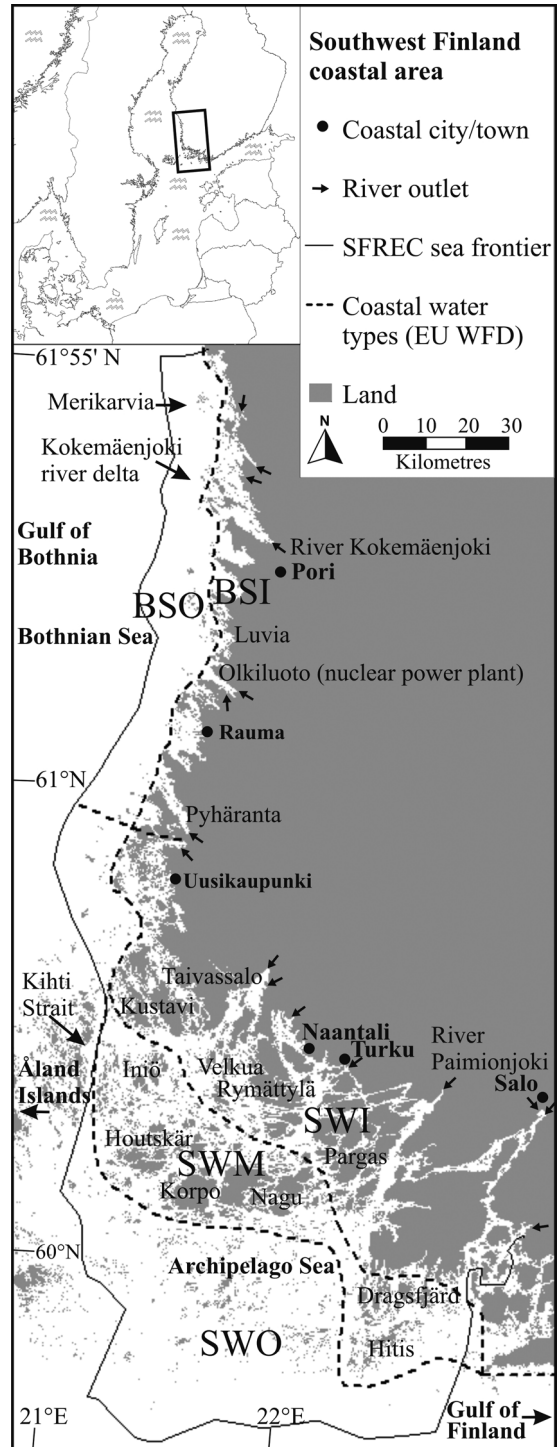 Southwest Finland
coastal area
Coastal city/town
River outlet
SFREC sea frontier
Coastal water
types (EU WFD)
Land
N
0 10 20 30
Kilometres
61°55' N
Merikarvia
Kokemäenjoki
river delta
Gulf of
Bothnia
River Kokemäenjoki
Pori
BSO
BSI
Bothnian Sea
Luvia
Olkiluoto (nuclear power plant)
Rauma
61°N
Pyhäranta
Uusikaupunki
Taivassalo
Kihti
Strait
Kustavi
Naantali
Turku
River
Paimionjoki
Salo
Åland
Islands
Iniö
Velkua
Rymättylä
SWI
Houtskär
SWM
Pargas
Korpo
Nagu
60°N
Archipelago Sea
Dragsfjärd
SWO
Hitis
21°E
22°E
Gulf of
Finland